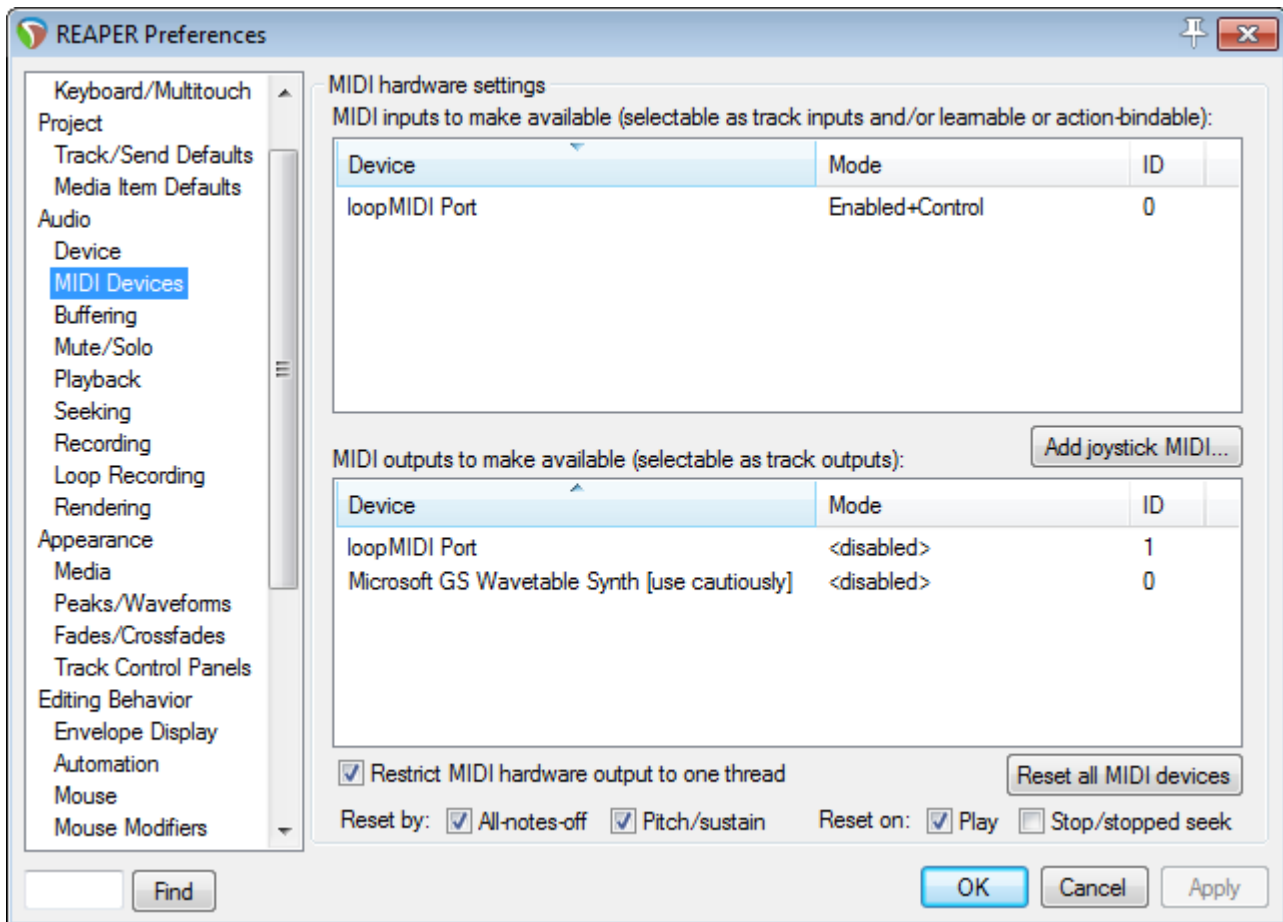 REAPER Preferences
Keyboard/Multitouch
Project
Track/Send Defaults
Media Item Defaults
Audio
Device
MIDI Devices
Buffering
Mute/Solo
Playback
Seeking
Recording
Loop Recording
Rendering
Appearance
Media
Peaks/Waveforms
Fades/Crossfades
Track Control Panels
Editing Behavior
Envelope Display
Automation
Mouse
Mouse Modifiers
Find
MIDI hardware settings
MIDI inputs to make available (selectable as track inputs and/or learnable or action-bindable):
Device Mode ID
loopMIDI Port Enabled+Control 0
Add joystick MIDI...
MIDI outputs to make available (selectable as track outputs):
Device Mode ID
loopMIDI Port <disabled> 1
Microsoft GS Wavetable Synth [use cautiously] <disabled> 0
Restrict MIDI hardware output to one thread
Reset all MIDI devices
Reset by: All-notes-off Pitch/sustain Reset on: Play Stop/stopped seek
OK Cancel Apply